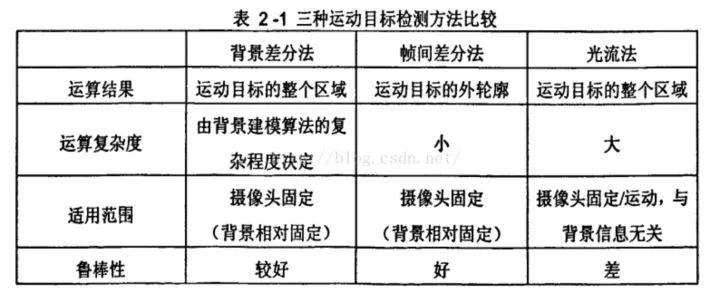 表 2-1 三种运动目标检测方法比较
背景差分法 帧间差分法 光流法
运算结果 运动目标的整个区域 运动目标的外轮廓 运动目标的整个区域
运算复杂度 由背景建模算法的复 小 大
杂程度决定
://blog.csdn.net/
适用范围 摄像头固定 摄像头固定 摄像头固定/运动，与
（背景相对固定） （背景相对固定） 背景信息无关
鲁棒性 较好 好 差